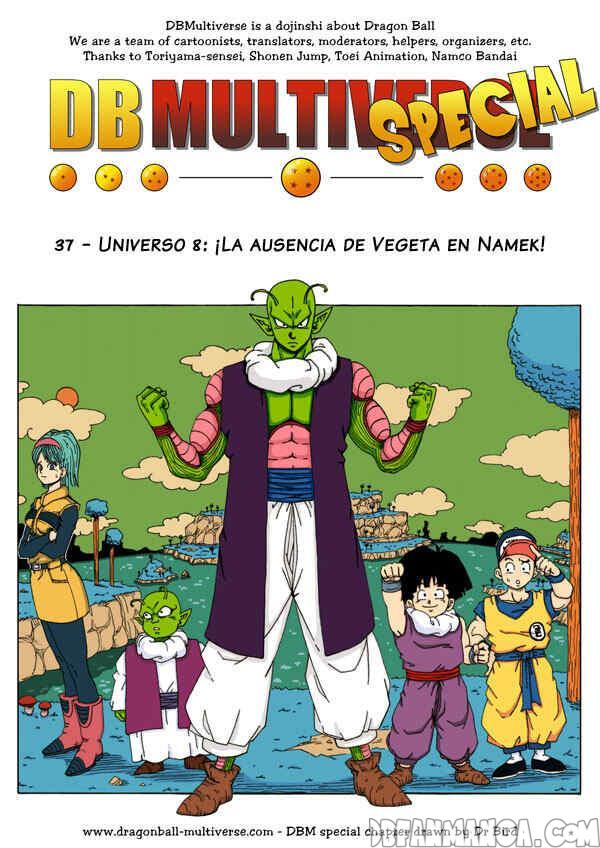 DBMultiverse is a dojinshi about Dragon Ball
We are a team of cartoonists, translators, moderators, helpers, organizers, etc.
Thanks to Toriyama-sensei, Shonen Jump, Toei Animation, Namco Bandai
DB MULTIVERSE
SPECIAL
37 - Universo 8: ¡La ausencia de Vegeta en Namek!
www.dragonball-multiverse.com - DBM special chapter drawn by Dr Bird
DBFANMANGA.COM